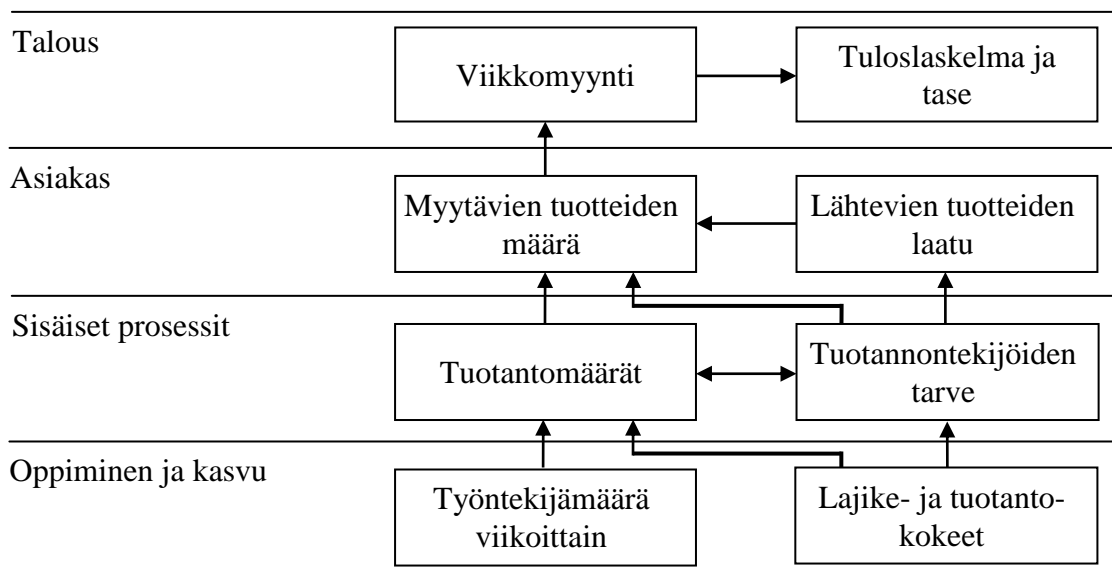 Talous
Viikkomyynti
Tuloslaskelma ja
tase
Asiakas
Myytävien tuotteiden
määrä
Lähtevien tuotteiden
laatu
Sisäiset prosessit
Tuotantomäärät
Tuotannontekijöiden
tarve
Oppiminen ja kasvu
Työntekijämäärä
viikoittain
Lajike- ja tuotanto-
kokeet